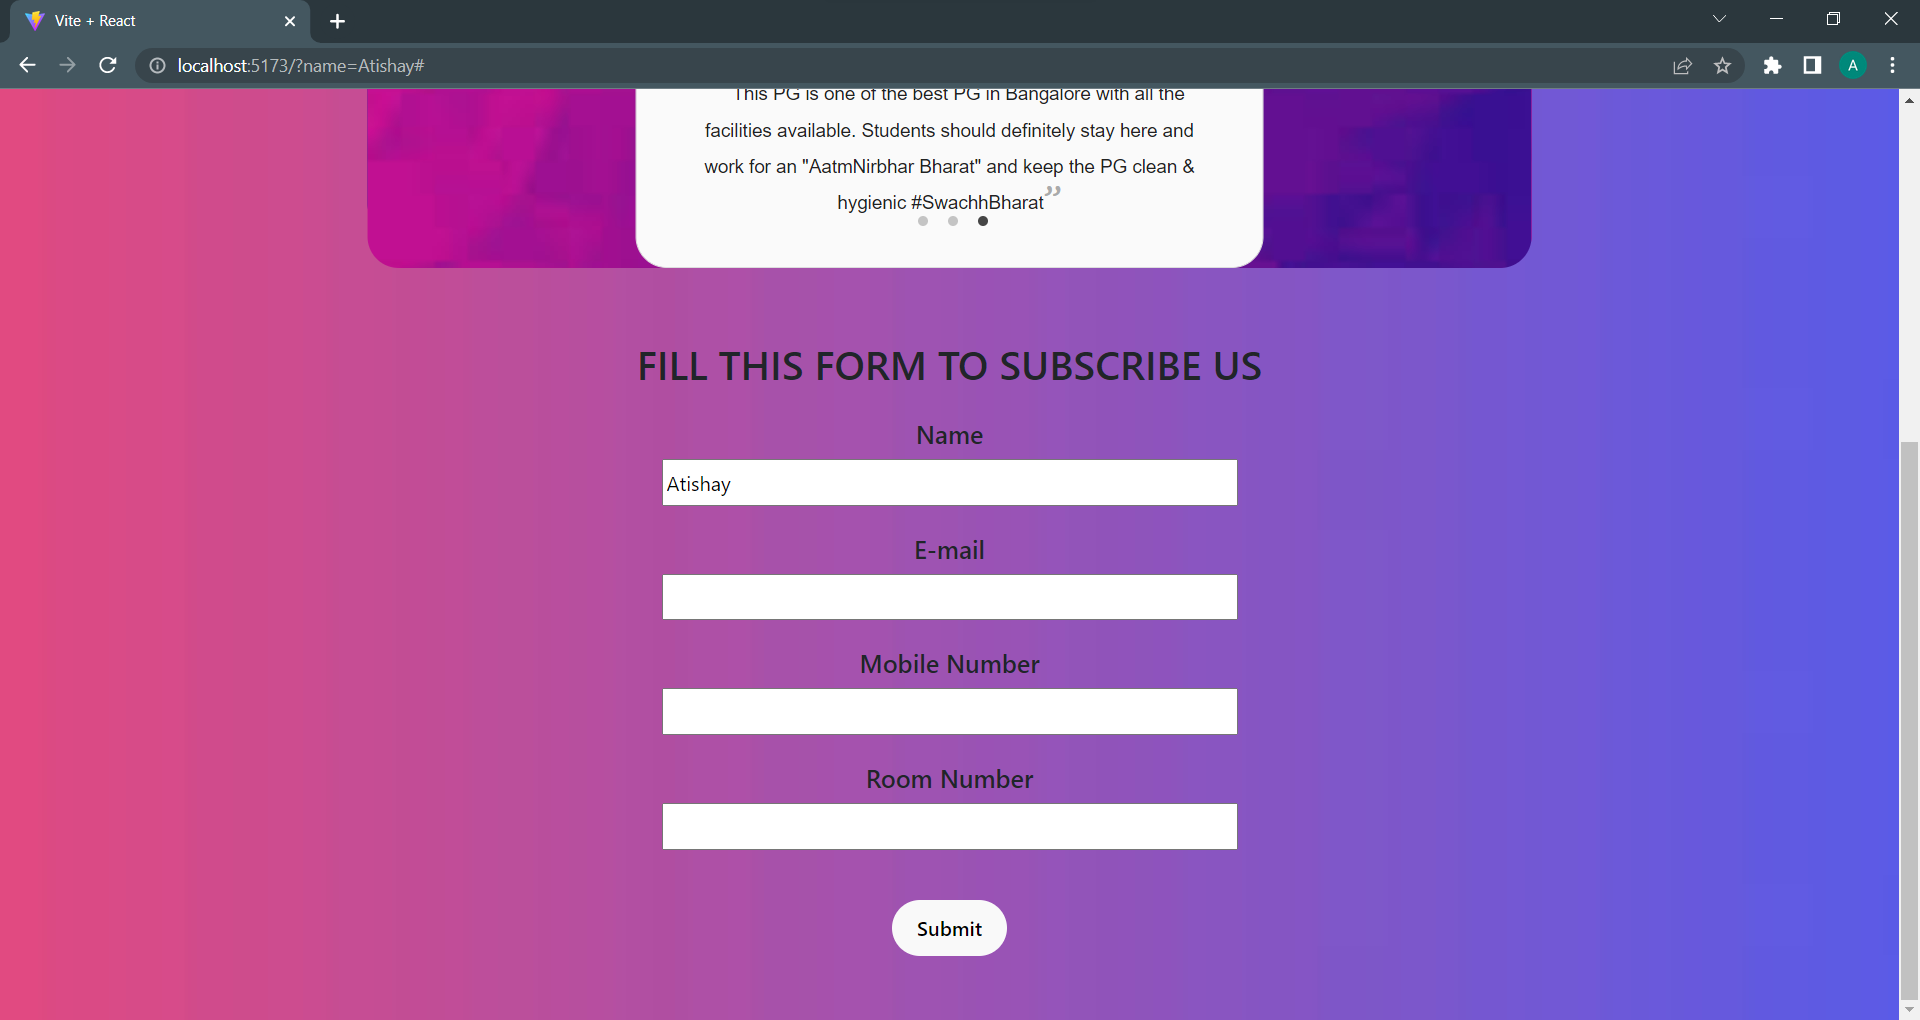 Vite + React
localhost:5173/?name=Atishay#
A
This PG is one of the best PG in Bangalore with all the
facilities available. Students should definitely stay here and
work for an "AatmNirbhar Bharat" and keep the PG clean &
hygienic #SwachhBharat”
FILL THIS FORM TO SUBSCRIBE US
Name
Atishay
E-mail
Mobile Number
Room Number
Submit